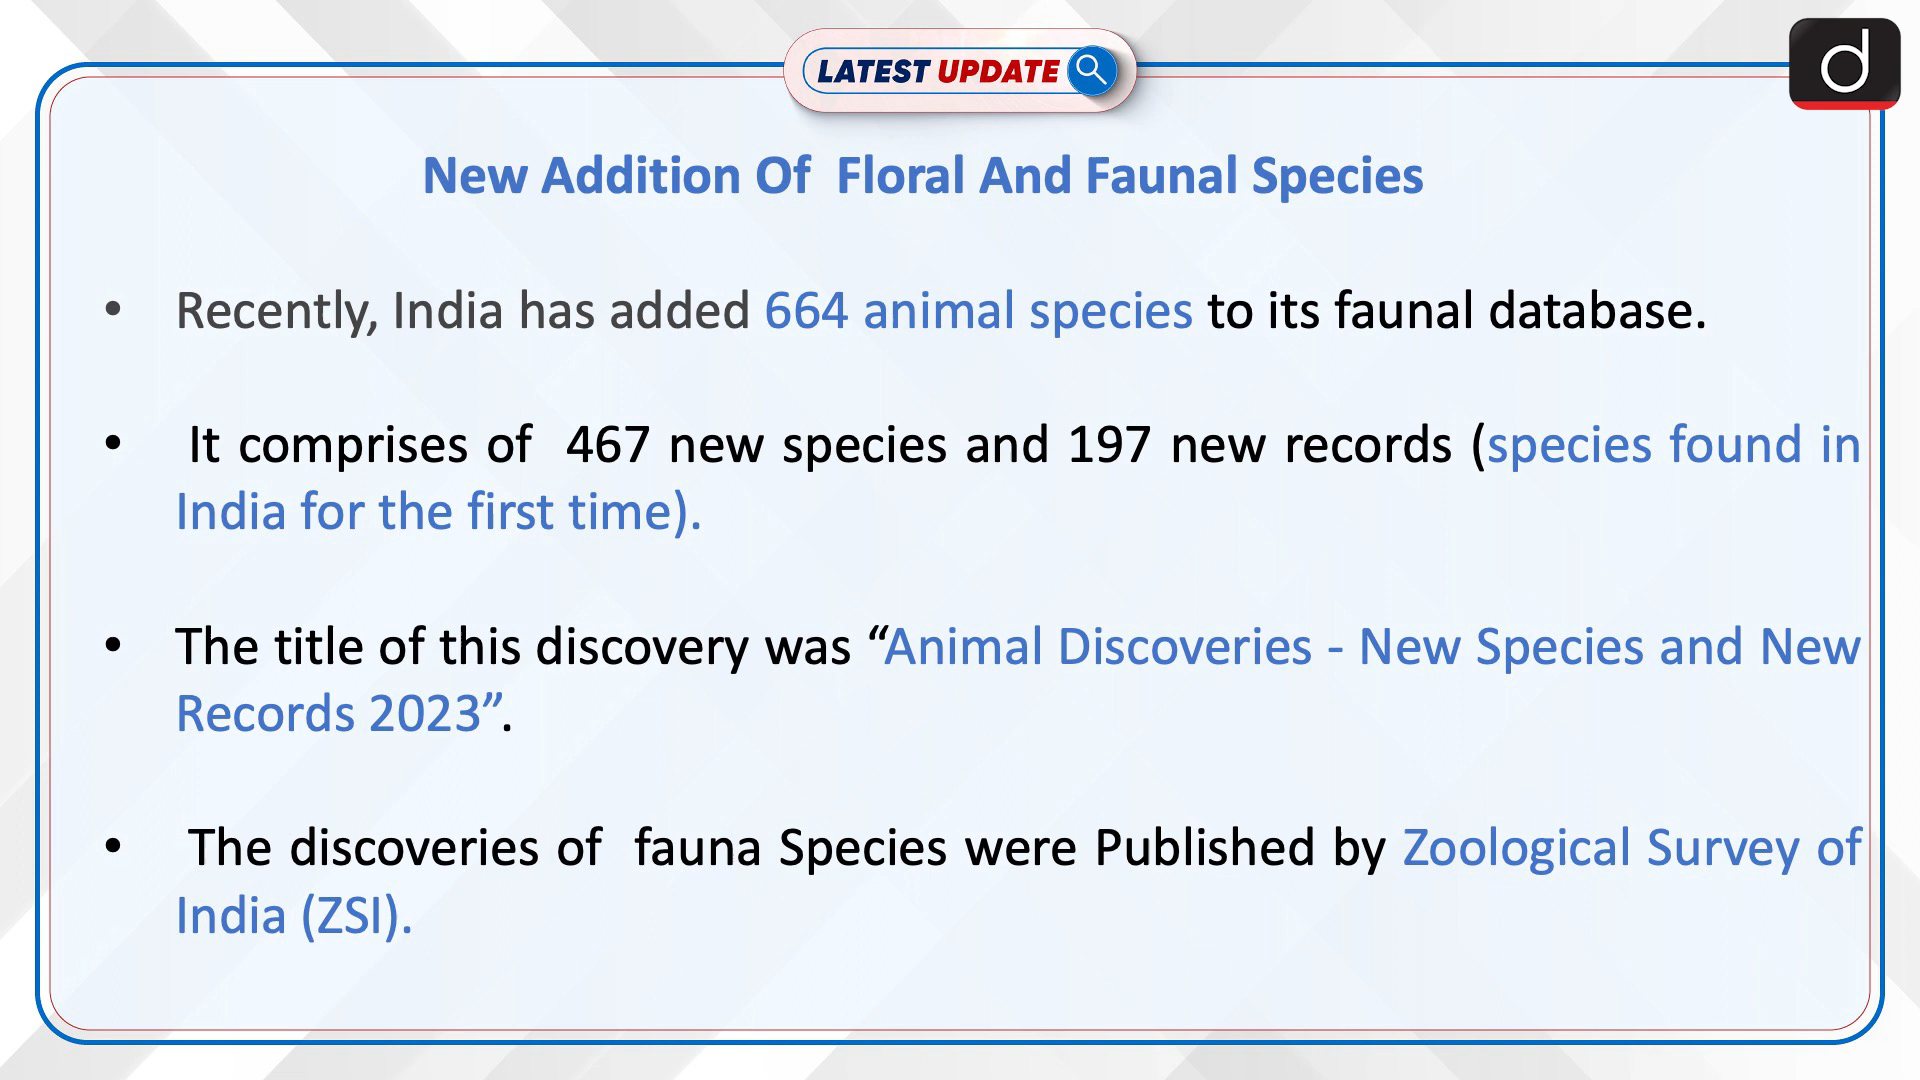 LATEST UPDATE
d
New Addition Of  Floral And Faunal Species
• Recently, India has added 664 animal species to its faunal database.
• It comprises of  467 new species and 197 new records (species found in
India for the first time).
• The title of this discovery was “Animal Discoveries - New Species and New
Records 2023”.
• The discoveries of  fauna Species were Published by Zoological Survey of
India (ZSI).